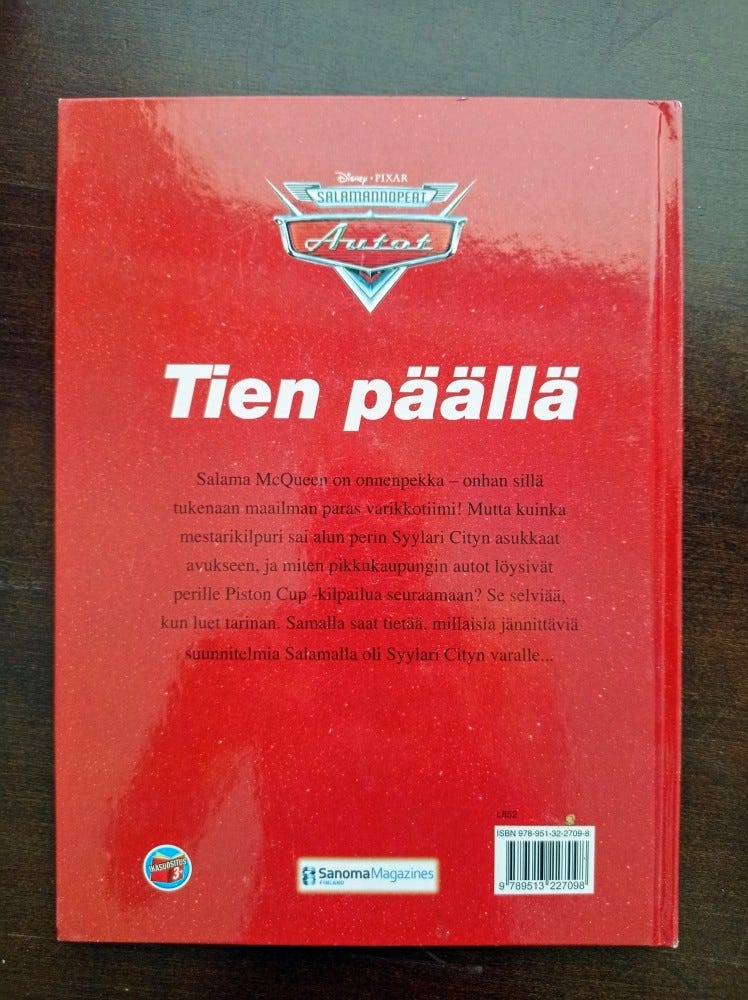 Disney · PIXAR
SALAMANNOPEAT
Autot
Tien päällä
Salama McQueen on onnenpekka – onhan sillä
tukenaan maailman paras varikkotiimi! Mutta kuinka
mestarikilpuri sai alun perin Syylari Cityn asukkaat
avukseen, ja miten pikkukaupungin autot löysivät
perille Piston Cup -kilpailua seuraamaan? Se selviää,
kun luet tarinan. Samalla saat tietää, millaisia jännittäviä
suunnitelmia Salamalla oli Syylari Cityn varalle...
L852
ISBN 978-951-32-2709-8
9 789513 227098
IKÄSUOSITUS
3+
SanomaMagazines
FINLAND